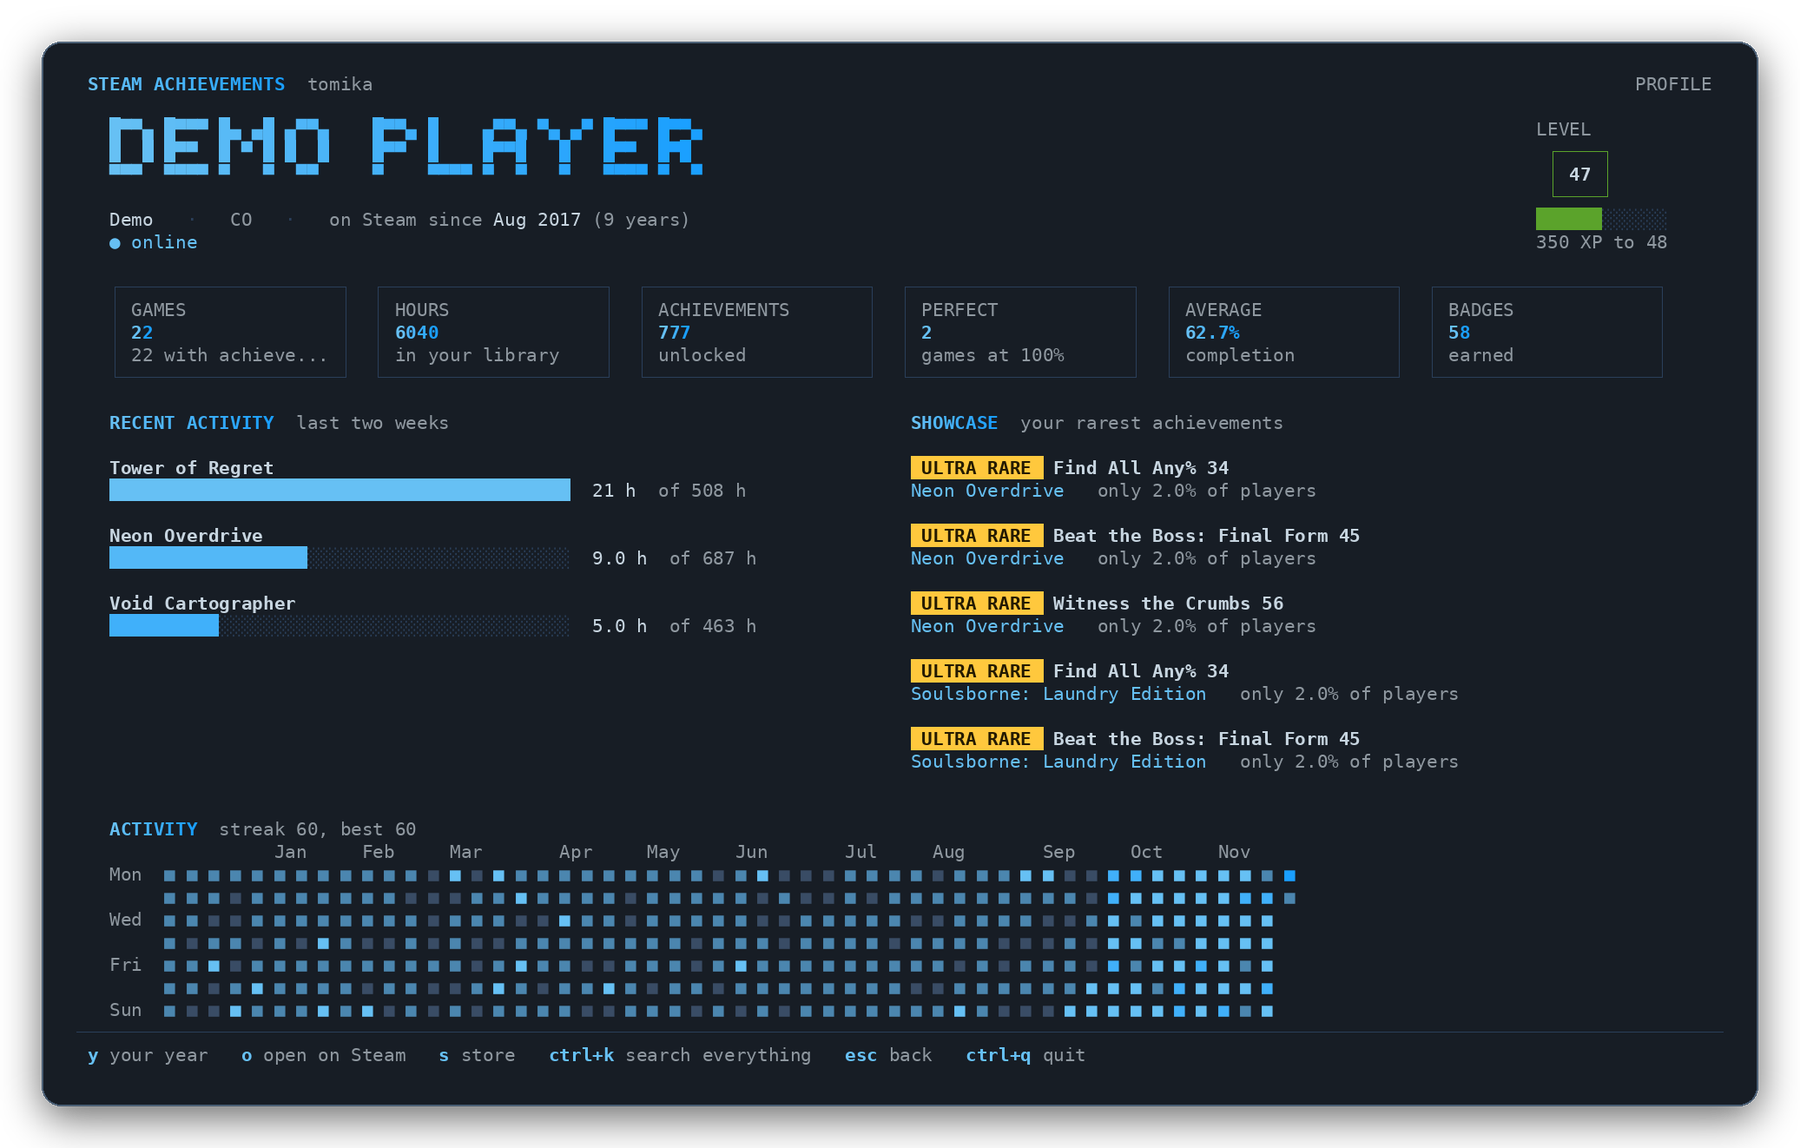 STEAM ACHIEVEMENTS tomika PROFILE
DEMO PLAYER
LEVEL
47
Demo · CO · on Steam since Aug 2017 (9 years)
● online
350 XP to 48
GAMES
22
22 with achieve...
HOURS
6040
in your library
ACHIEVEMENTS
777
unlocked
PERFECT
2
games at 100%
AVERAGE
62.7%
completion
BADGES
58
earned
RECENT ACTIVITY last two weeks
Tower of Regret
21 h of 508 h
Neon Overdrive
9.0 h of 687 h
Void Cartographer
5.0 h of 463 h
SHOWCASE your rarest achievements
ULTRA RARE Find All Any% 34
Neon Overdrive only 2.0% of players
ULTRA RARE Beat the Boss: Final Form 45
Neon Overdrive only 2.0% of players
ULTRA RARE Witness the Crumbs 56
Neon Overdrive only 2.0% of players
ULTRA RARE Find All Any% 34
Soulsborne: Laundry Edition only 2.0% of players
ULTRA RARE Beat the Boss: Final Form 45
Soulsborne: Laundry Edition only 2.0% of players
ACTIVITY streak 60, best 60
Jan Feb Mar Apr May Jun Jul Aug Sep Oct Nov
Mon
Wed
Fri
Sun
y your year o open on Steam s store ctrl+k search everything esc back ctrl+q quit